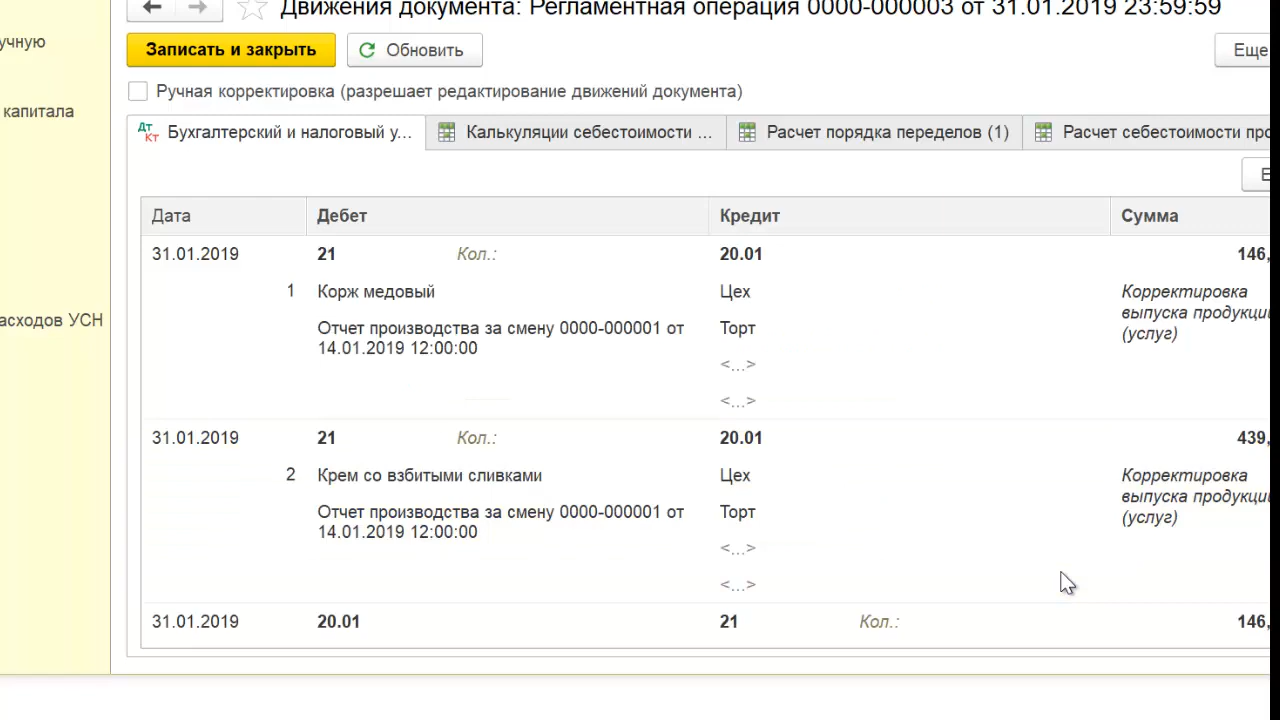 Движения документа: Регламентная операция 0000-000003 от 31.01.2019 23:59:59
учную
Записать и закрыть Обновить Еще
капитала
Ручная корректировка (разрешает редактирование движений документа)
Дт Кт Бухгалтерский и налоговый у... Калькуляции себестоимости ... Расчет порядка переделов (1) Расчет себестоимости про
Дата Дебет Кредит Сумма
31.01.2019 21 Кол.: 20.01 146,
1 Корж медовый Цех Корректировка
выпуска продукции
(услуг)
асходов УСН
Отчет производства за смену 0000-000001 от Торт
14.01.2019 12:00:00
<...>
<...>
31.01.2019 21 Кол.: 20.01 439,
2 Крем со взбитыми сливками Цех Корректировка
выпуска продукции
(услуг)
Отчет производства за смену 0000-000001 от Торт
14.01.2019 12:00:00
<...>
<...>
31.01.2019 20.01 21 Кол.: 146,